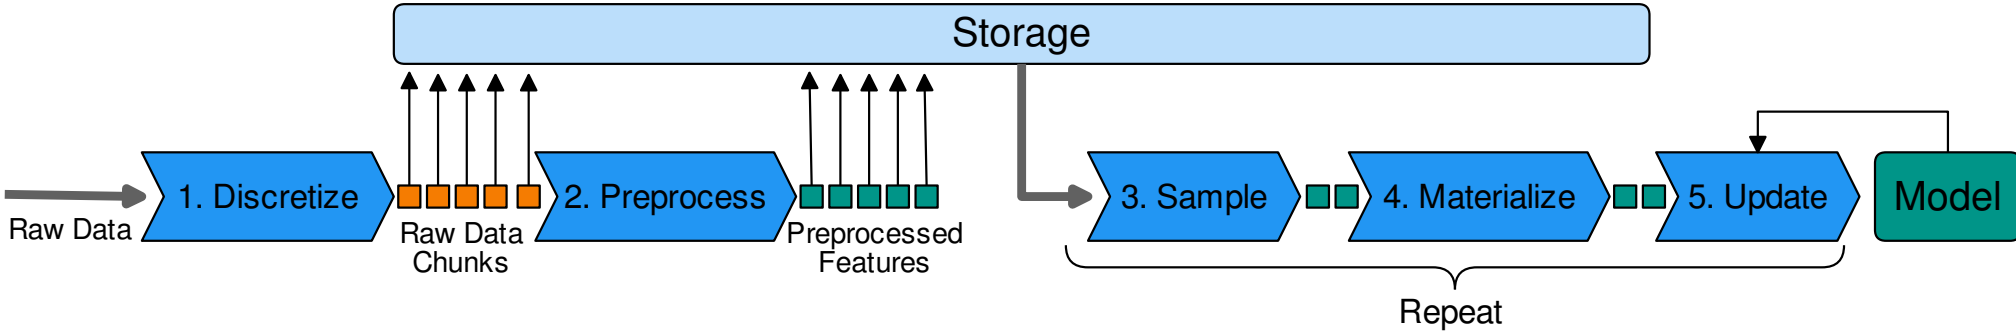 Storage
1. Discretize
2. Preprocess
3. Sample
4. Materialize
5. Update
Model
Raw Data
Raw Data
Chunks
Preprocessed
Features
Repeat